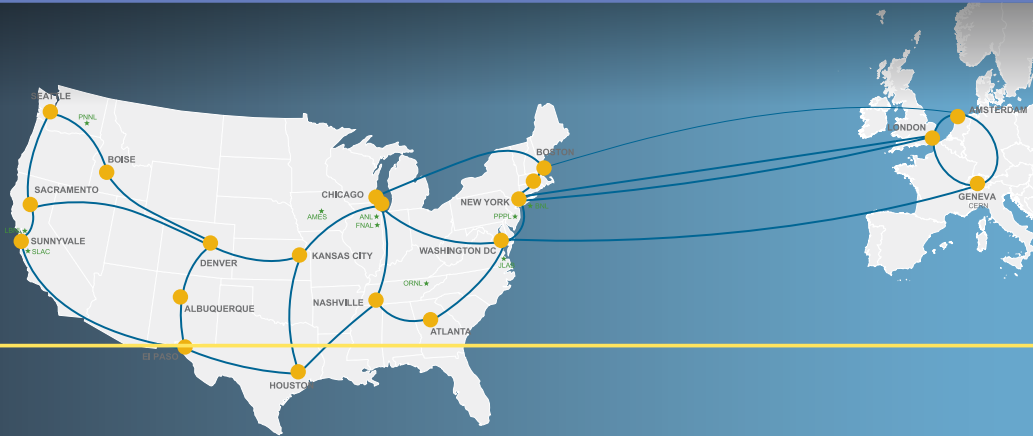 SEATTLE
PNNL
BOISE
SACRAMENTO
SUNNYVALE
SLAC
DENVER
ALBUQUERQUE
El PASO
HOUSTON
KANSAS CITY
AMES
CHICAGO
ANL
FNAL
NASHVILLE
ATLANTA
ORNL
WASHINGTON DC
PPPL
NEW YORK
BOSTON
LONDON
AMSTERDAM
GENEVA
CERN